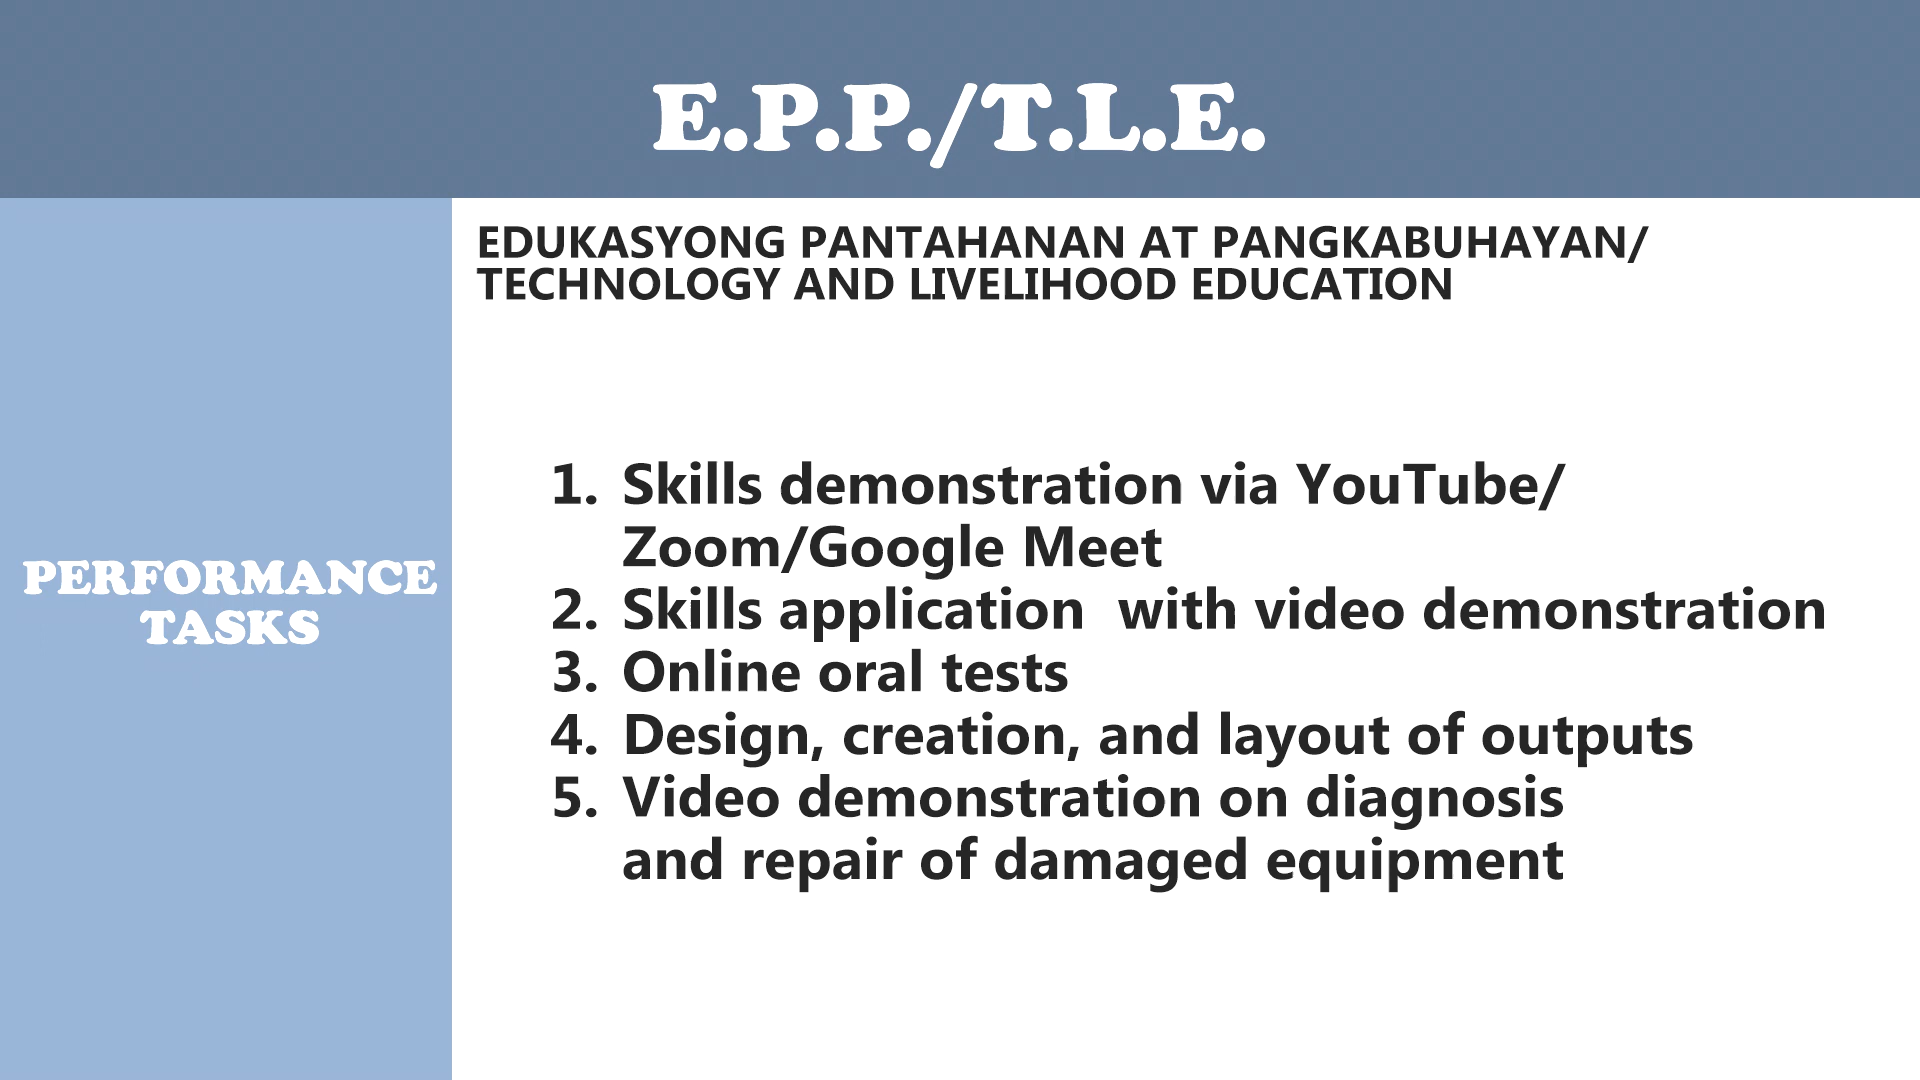 E.P.P./T.L.E.
EDUKASYONG PANTAHANAN AT PANGKABUHAYAN/
TECHNOLOGY AND LIVELIHOOD EDUCATION
PERFORMANCE
TASKS
1. Skills demonstration via YouTube/
Zoom/Google Meet
2. Skills application  with video demonstration
3. Online oral tests
4. Design, creation, and layout of outputs
5. Video demonstration on diagnosis
and repair of damaged equipment